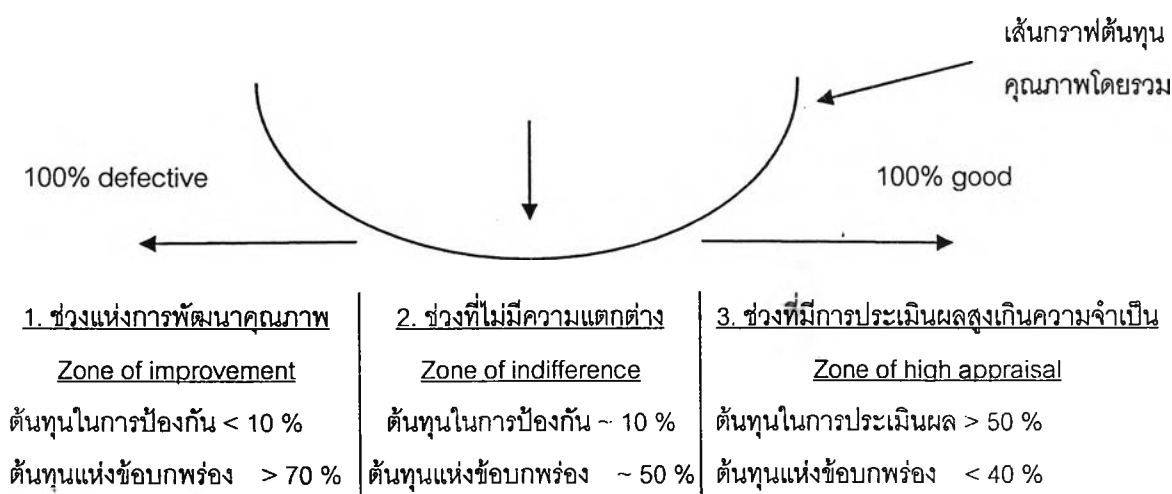 เส้นกราฟต้นทุน
คุณภาพโดยรวม
100% defective
100% good
1. ช่วงแห่งการพัฒนาคุณภาพ
Zone of improvement
ต้นทุนในการป้องกัน < 10 %
ต้นทุนแห่งข้อบกพร่อง > 70 %
2. ช่วงที่ไม่มีความแตกต่าง
Zone of indifference
ต้นทุนในการป้องกัน ~ 10 %
ต้นทุนแห่งข้อบกพร่อง ~ 50 %
3. ช่วงที่มีการประเมินผลสูงเกินความจำเป็น
Zone of high appraisal
ต้นทุนในการประเมินผล > 50 %
ต้นทุนแห่งข้อบกพร่อง < 40 %